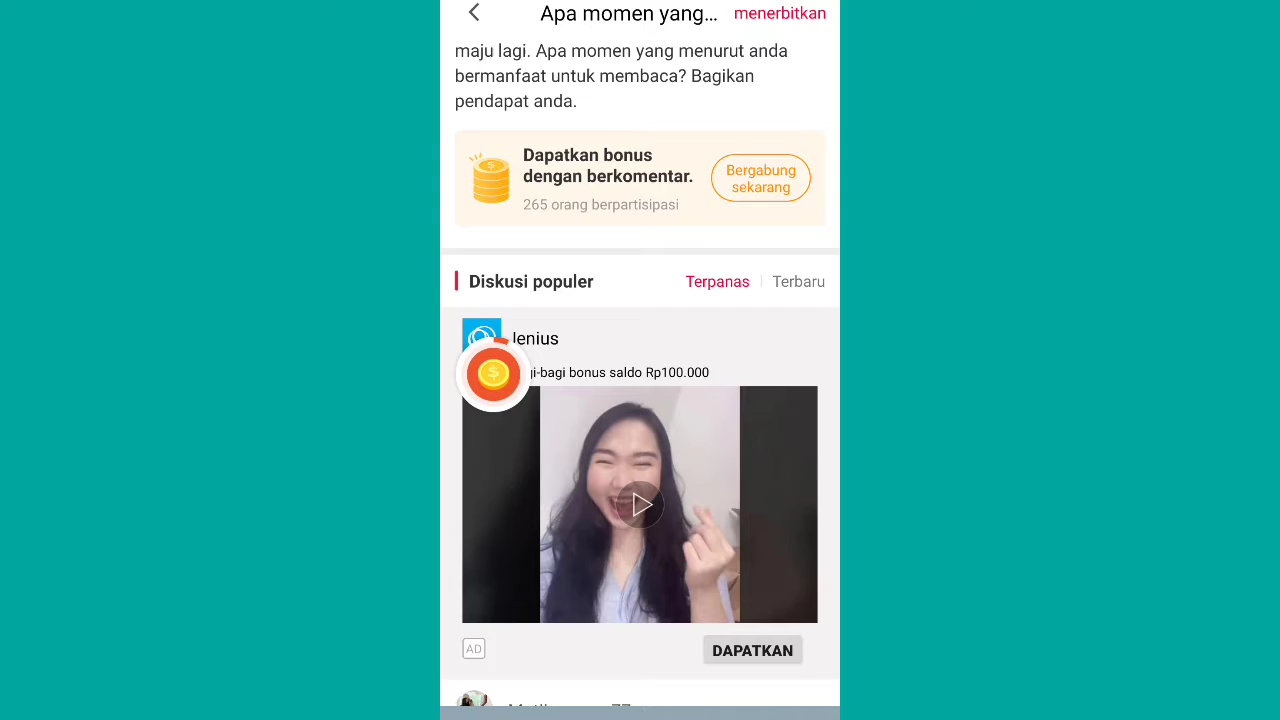 Apa momen yang... menerbitkan
maju lagi. Apa momen yang menurut anda
bermanfaat untuk membaca? Bagikan
pendapat anda.
Dapatkan bonus
dengan berkomentar.
265 orang berpartisipasi
Bergabung
sekarang
Diskusi populer Terpanas Terbaru
lenius
gi-bagi bonus saldo Rp100.000
AD
DAPATKAN